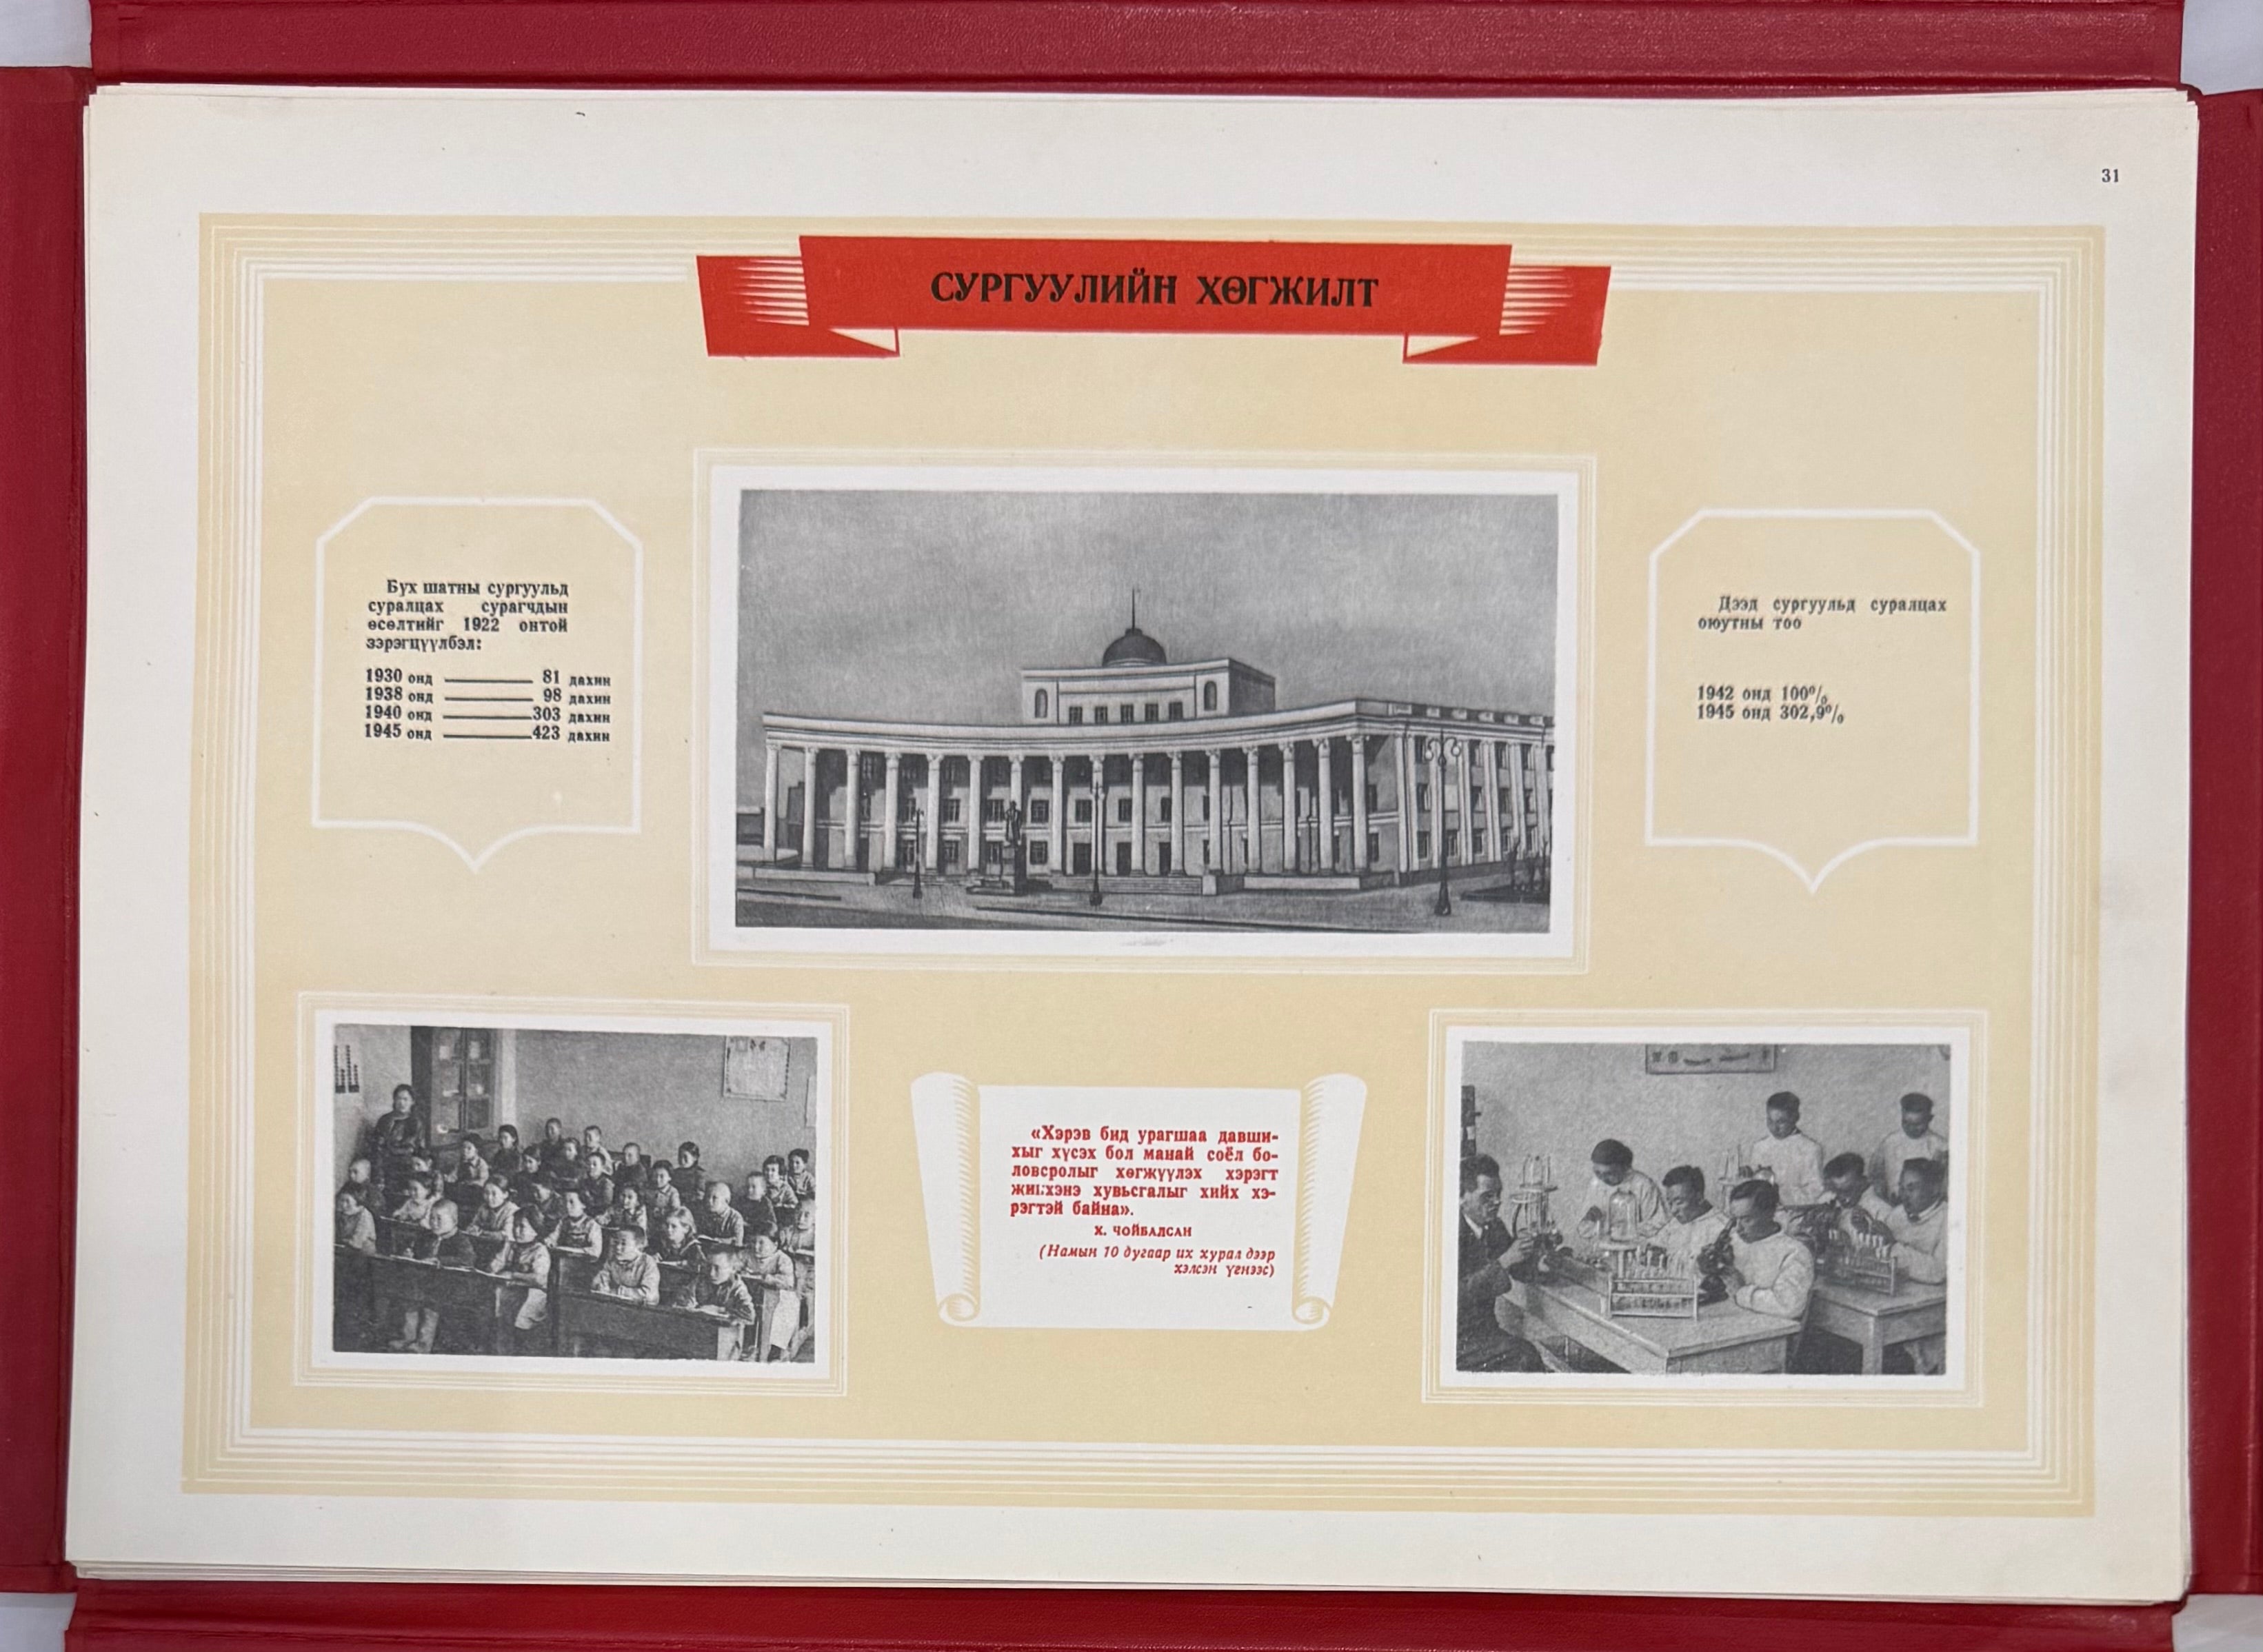 31
СУРГУУЛИЙН ХӨГЖИЛТ
Бүх шатны сургуульд
суралцах сурагчдын
өсөлтийг 1922 онтой
зэрэгцүүлбэл:
1930 онд 81 дахин
1938 онд 98 дахин
1940 онд 303 дахин
1945 онд 423 дахин
Дээд сургуульд суралцах
оюутны тоо
1942 онд 100%
1945 онд 302,9%
«Хэрэв бид урагшаа давши-
хыг хүсэх бол манай соёл бо-
ловсролыг хөгжүүлэх хэрэгт
жинхэнэ хувьсгалыг хийх хэ-
рэгтэй байна».
Х. ЧОЙБАЛСАН
(Намын 10 дугаар их хурал дээр
хэлсэн үгнээс)